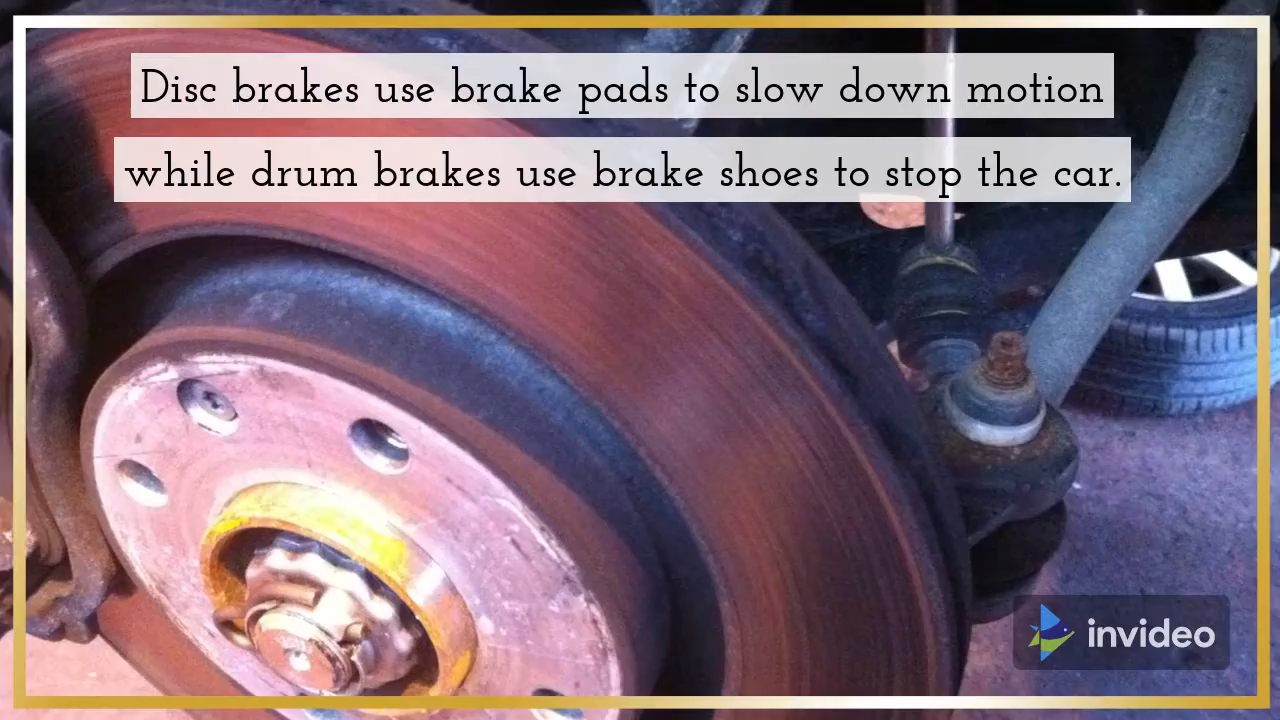 Disc brakes use brake pads to slow down motion
while drum brakes use brake shoes to stop the car.
invideo